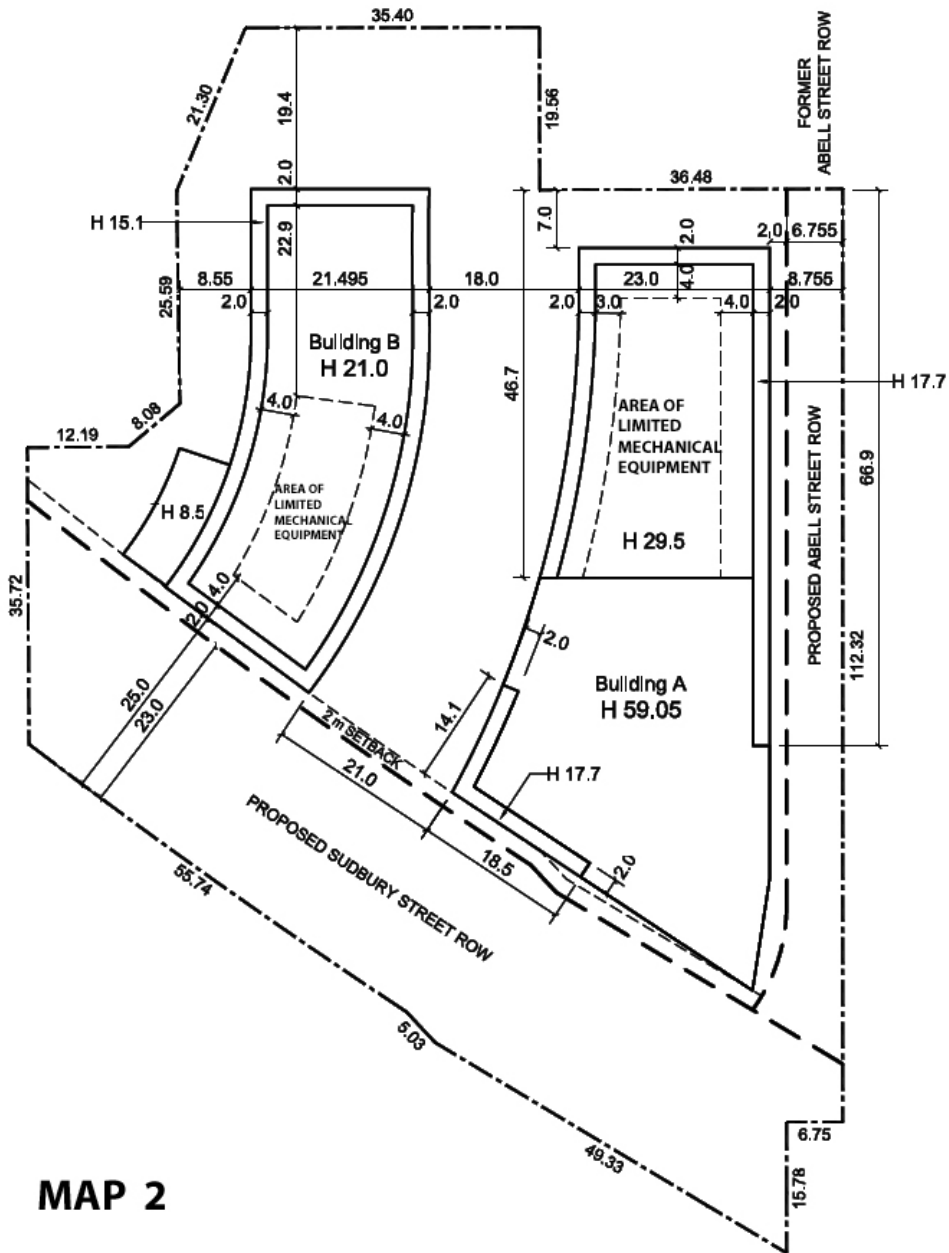 35.40
FORMER
ABELL STREET ROW
21.30
19.4
19.56
2.0
36.48
H 15.1
22.9
7.0
2.0
2.0
6.755
8.55
21.495
18.0
23.0
4.0
8.755
25.59
2.0
2.0
2.0
3.0
4.0
2.0
Building B
H 21.0
46.7
H 17.7
4.0
4.0
AREA OF
LIMITED
MECHANICAL
EQUIPMENT
8.08
12.19
66.9
PROPOSED ABELL STREET ROW
AREA OF
LIMITED
MECHANICAL
EQUIPMENT
H 8.5
H 29.5
35.72
4.0
2.0
2.0
112.32
25.0
23.0
Building A
H 59.05
14.1
2 m SETBACK
21.0
H 17.7
PROPOSED SUDBURY STREET ROW
18.5
2.0
55.74
5.03
6.75
49.33
15.78
MAP 2